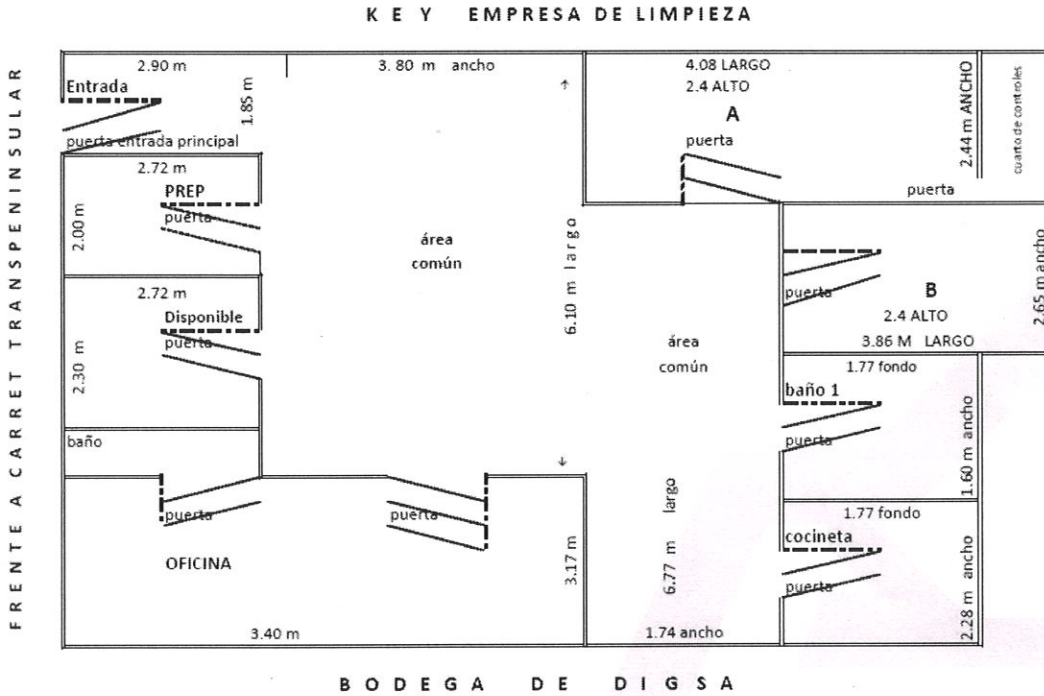 K E Y EMPRESA DE LIMPIEZA
FRENTE A CARRET TRANSPENINSULAR
2.90 m
3. 80 m ancho
4.08 LARGO
2.4 ALTO
A
puerta
2.44 m ANCHO
cuarto de controles
puerta
Entrada
1.85 m
puerta entrada principal
2.72 m
PREP
puerta
2.00 m
área
común
6.10 m largo
puerta
B
2.4 ALTO
3.86 M LARGO
2.65 m ancho
2.72 m
Disponible
puerta
2.30 m
área
común
1.77 fondo
baño 1
puerta
1.60 m ancho
baño
puerta
puerta
OFICINA
3.17 m
3.40 m
6.77 m largo
1.74 ancho
1.77 fondo
cocineta
puerta
2.28 m ancho
BODEGA DE DIGSA